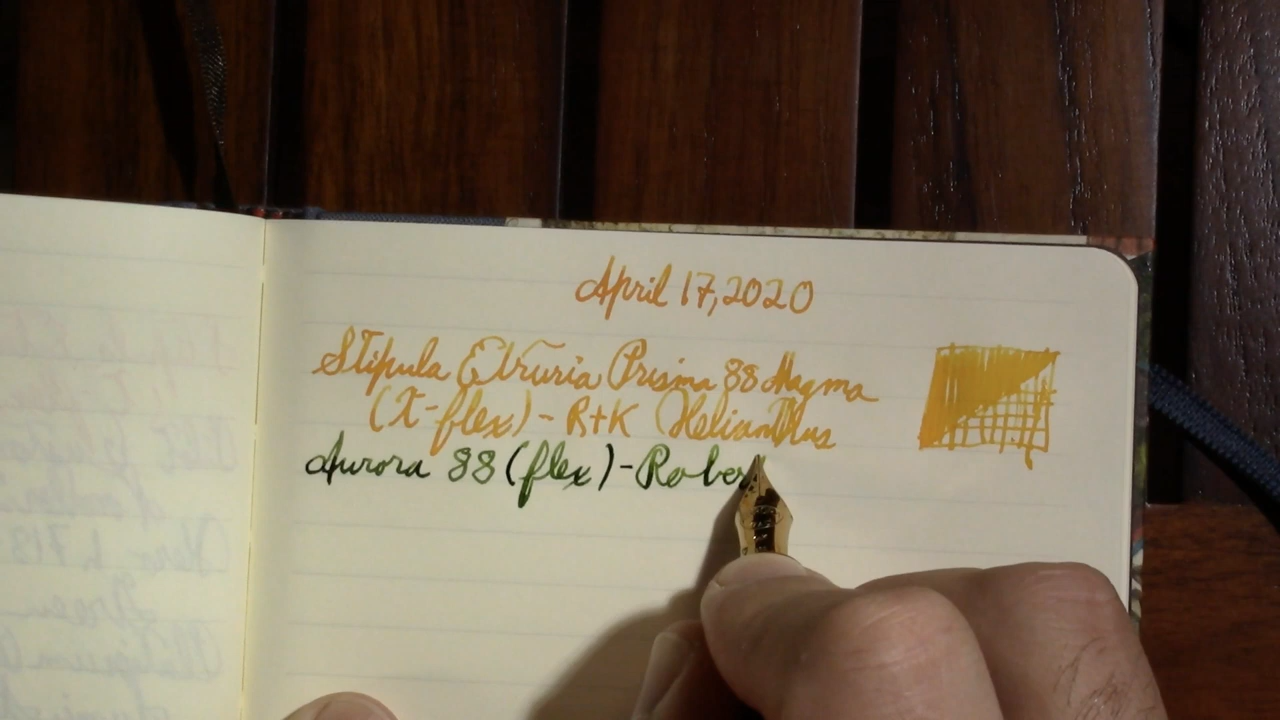 April 17, 2020
Stipula Etruria Prisma 88 Magma
(T-flex) - R+K Helianthus
Aurora 88 (flex) - Rober